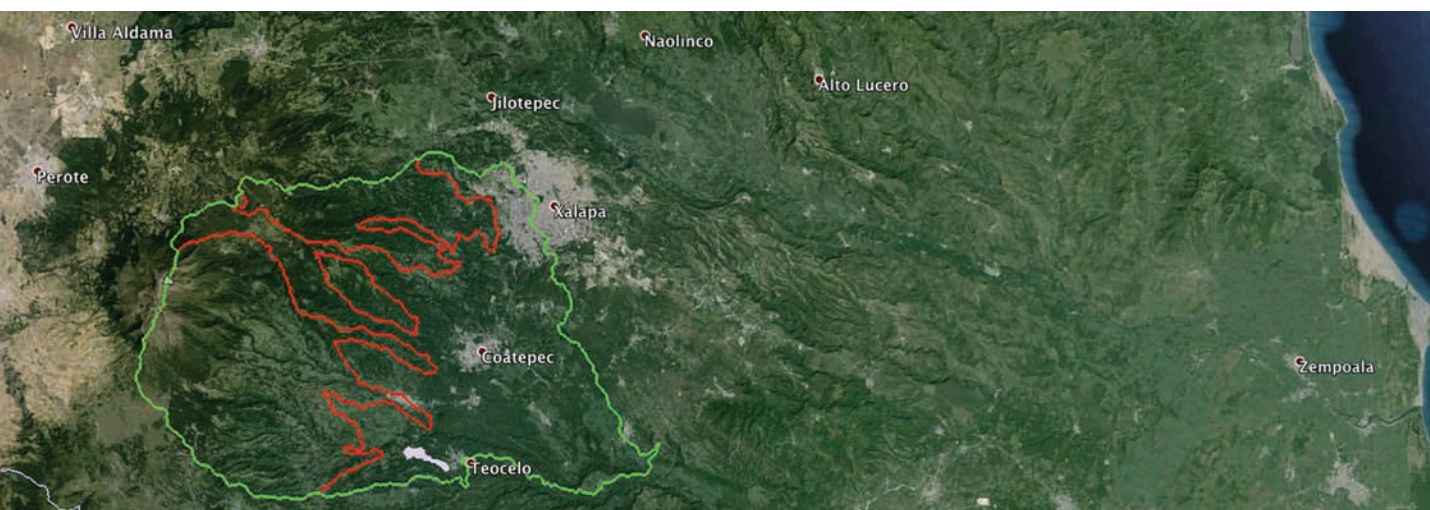 Villa Aldama
Naolinco
Alto Lucero
Jilotepec
Perote
Xalapa
Coatepec
Zempoala
Teocelo